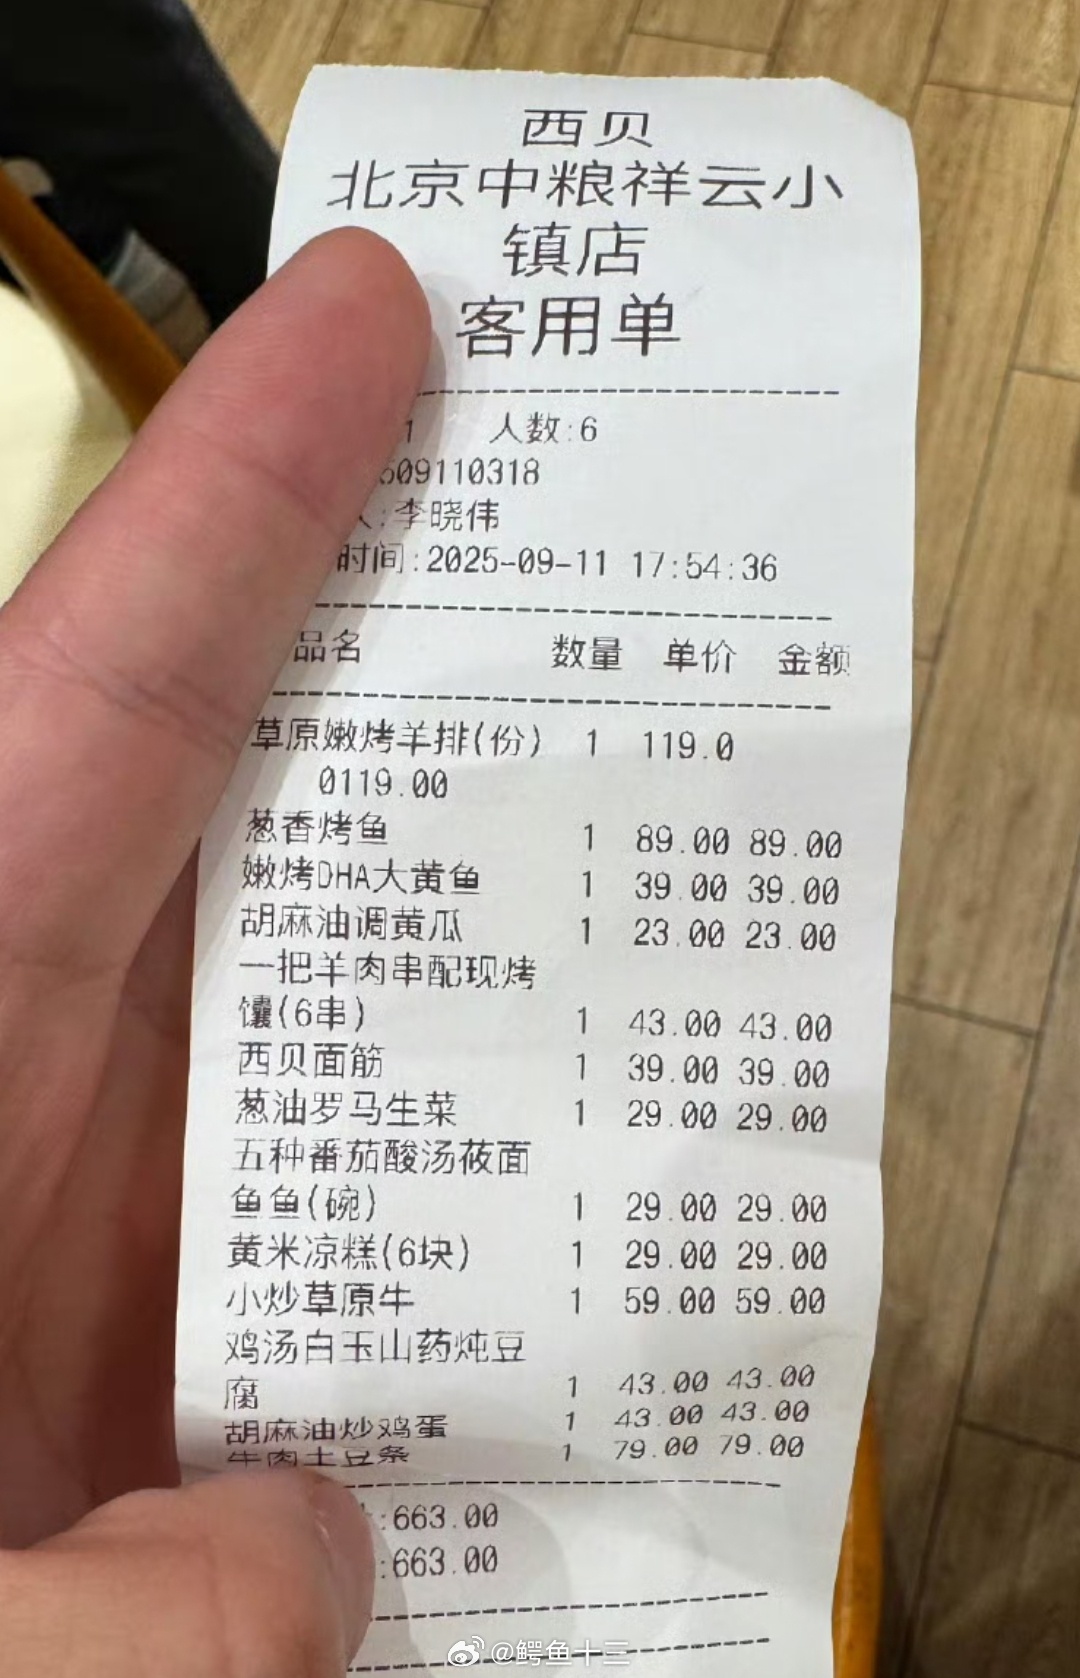 西贝
北京中粮祥云小
镇店
客用单
1 人数:6
509110318
人:李晓伟
时间:2025-09-11 17:54:36
品名 数量 单价 金额
草原嫩烤羊排(份) 1 119.0
0119.00
葱香烤鱼 1 89.00 89.00
嫩烤DHA大黄鱼 1 39.00 39.00
胡麻油调黄瓜 1 23.00 23.00
一把羊肉串配现烤
馕(6串) 1 43.00 43.00
西贝面筋 1 39.00 39.00
葱油罗马生菜 1 29.00 29.00
五种番茄酸汤莜面
鱼鱼(碗) 1 29.00 29.00
黄米凉糕(6块) 1 29.00 29.00
小炒草原牛 1 59.00 59.00
鸡汤白玉山药炖豆
腐 1 43.00 43.00
胡麻油炒鸡蛋 1 43.00 43.00
牛肉土豆条 1 79.00 79.00
:663.00
:663.00
@鳄鱼十三